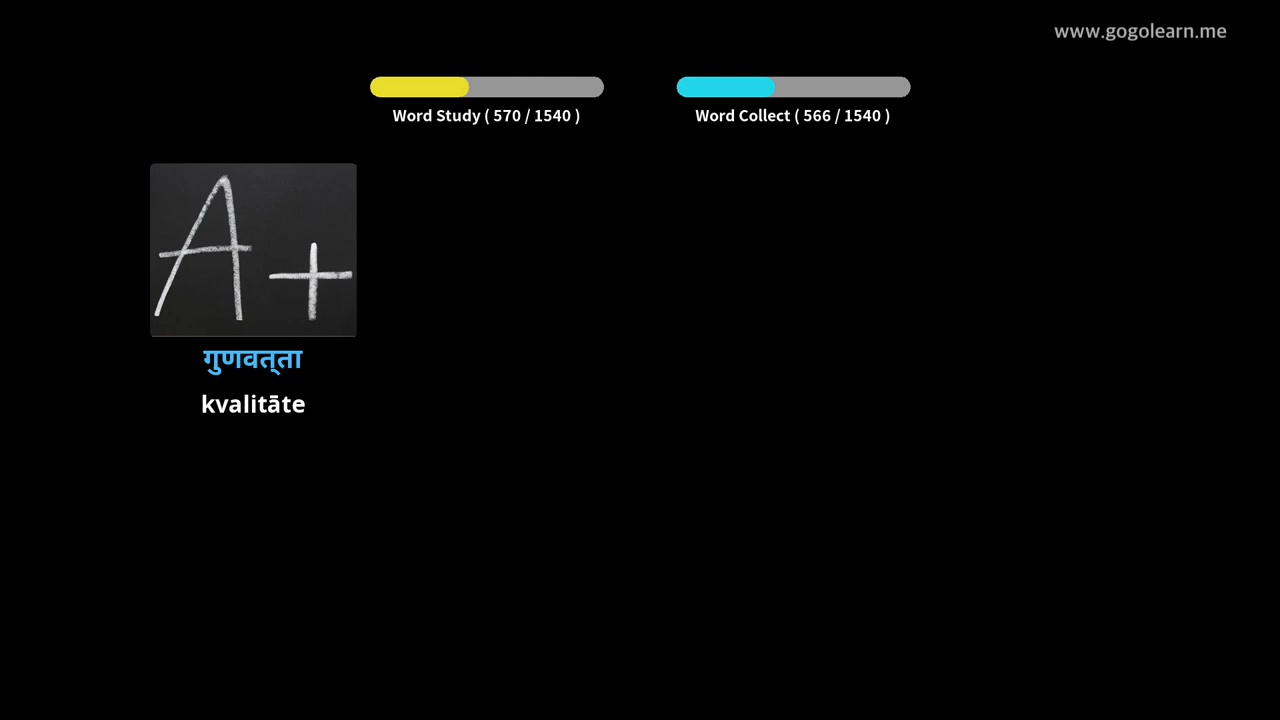 www.gogolearn.me
Word Study ( 570 / 1540 )
Word Collect ( 566 / 1540 )
A+
गुणवत्ता
kvalitāte